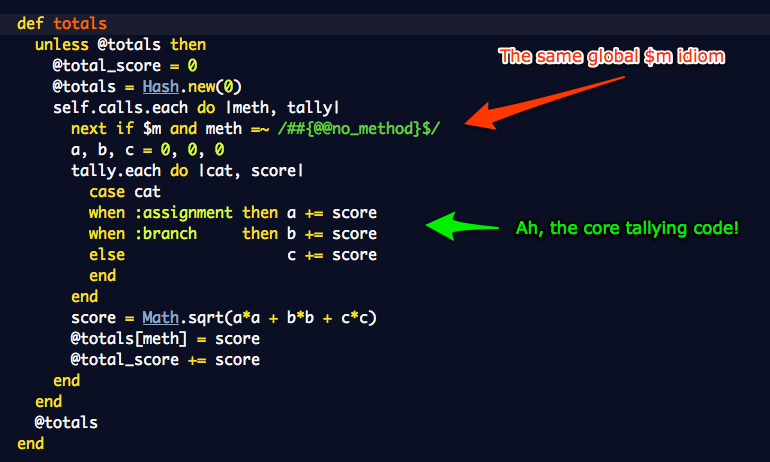 def totals
  unless @totals then
    @total_score = 0
    @totals = Hash.new(0)
    self.calls.each do |meth, tally|
      next if $m and meth =~ /##{@@no_method}$/
      a, b, c = 0, 0, 0
      tally.each do |cat, score|
        case cat
        when :assignment then a += score
        when :branch     then b += score
        else                  c += score
        end
      end
      score = Math.sqrt(a*a + b*b + c*c)
      @totals[meth] = score
      @total_score += score
    end
  end
  @totals
end
The same global $m idiom
Ah, the core tallying code!